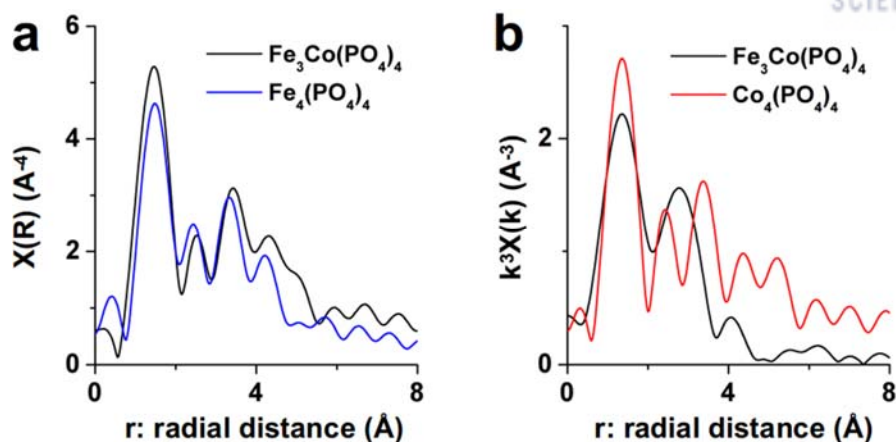 SCIEN
a
Fe₃Co(PO₄)₄
Fe₄(PO₄)₄
X(R) (A⁻⁴)
6
4
2
0
0
4
8
r: radial distance (Å)
b
Fe₃Co(PO₄)₄
Co₄(PO₄)₄
k³X(k) (A⁻³)
2
0
0
4
8
r: radial distance (Å)